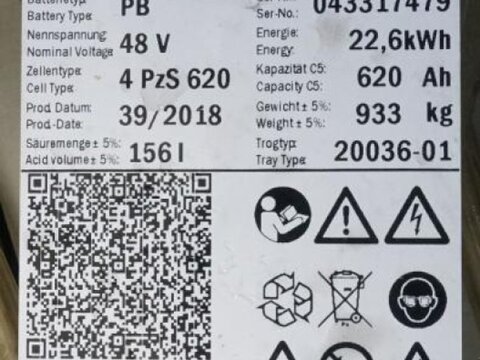 Battery Type: PB
Ser-No.: 043317479
Nennspannung
Nominal Voltage 48 V
Energie:
Energy: 22,6kWh
Zellentype:
Cell Type: 4 PzS 620
Kapazität C5:
Capacity C5: 620 Ah
Prod. Datum:
Prod.-Date: 39/2018
Gewicht ± 5%:
Weight ± 5%: 933 kg
Säuremenge ± 5%:
Acid volume ± 5%: 156 l
Trogtyp:
Tray Type 20036-01